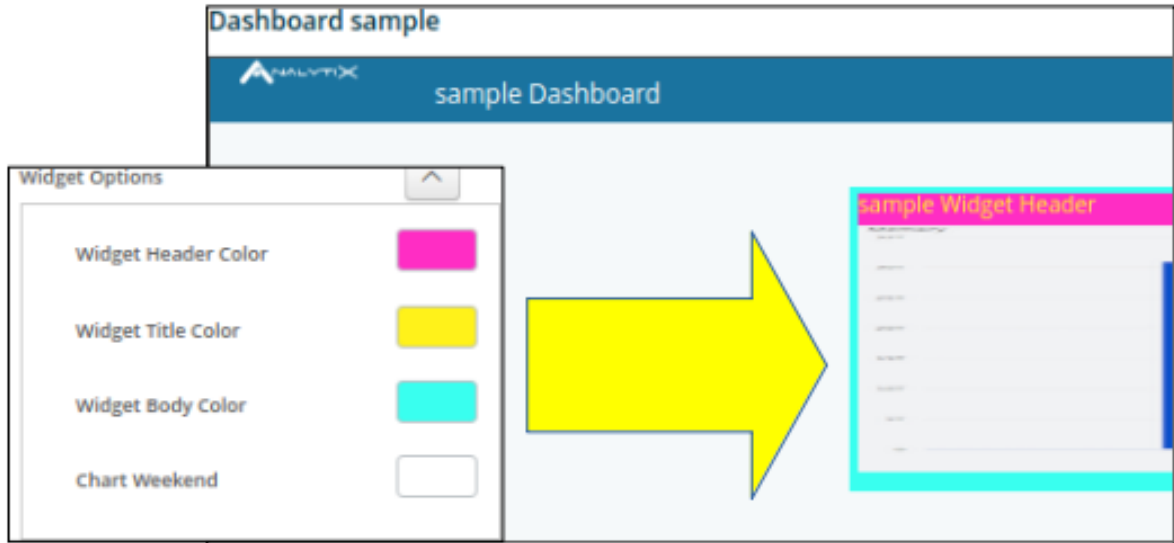 Dashboard sample
ANALYTIX
sample Dashboard
Widget Options
Widget Header Color
Widget Title Color
Widget Body Color
Chart Weekend
sample Widget Header